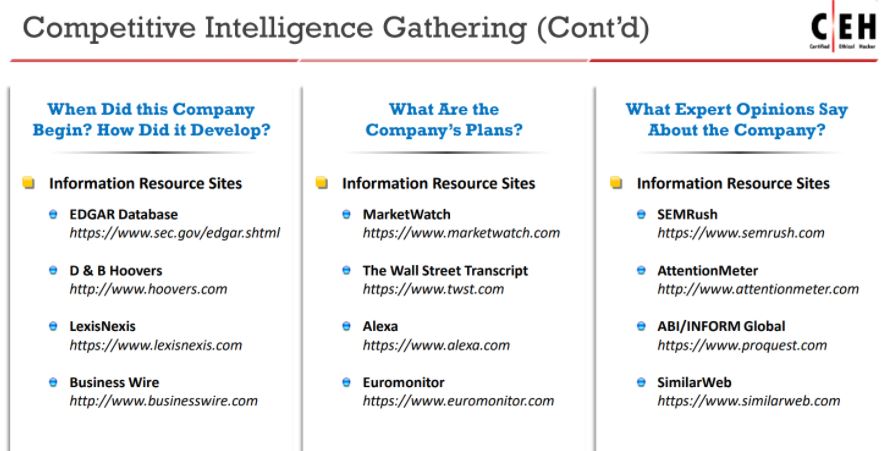 Competitive Intelligence Gathering (Cont'd)
C|EH
Certified Ethical Hacker
When Did this Company
Begin? How Did it Develop?
Information Resource Sites
EDGAR Database
https://www.sec.gov/edgar.shtml
D & B Hoovers
http://www.hoovers.com
LexisNexis
https://www.lexisnexis.com
Business Wire
http://www.businesswire.com
What Are the
Company's Plans?
Information Resource Sites
MarketWatch
https://www.marketwatch.com
The Wall Street Transcript
https://www.twst.com
Alexa
https://www.alexa.com
Euromonitor
https://www.euromonitor.com
What Expert Opinions Say
About the Company?
Information Resource Sites
SEMRush
https://www.semrush.com
AttentionMeter
http://www.attentionmeter.com
ABI/INFORM Global
https://www.proquest.com
SimilarWeb
https://www.similarweb.com